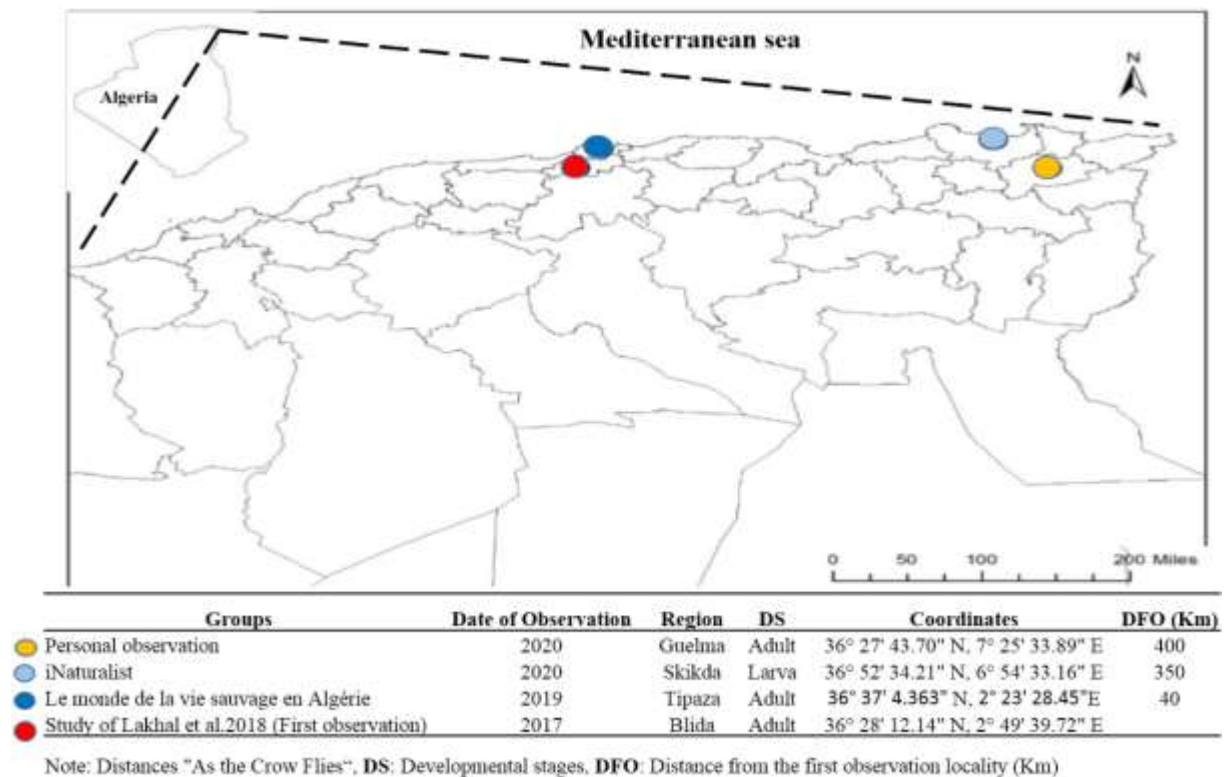 Mediterranean sea
N
Algeria
0 50 100 200 Miles
Groups Date of Observation Region DS Coordinates DFO (Km)
Personal observation 2020 Guelma Adult 36° 27' 43.70" N, 7° 25' 33.89" E 400
iNaturalist 2020 Skikda Larva 36° 52' 34.21" N, 6° 54' 33.16" E 350
Le monde de la vie sauvage en Algérie 2019 Tipaza Adult 36° 37' 4.363" N, 2° 23' 28.45"E 40
Study of Lakhal et al.2018 (First observation) 2017 Blida Adult 36° 28' 12.14" N, 2° 49' 39.72" E
Note: Distances "As the Crow Flies", DS: Developmental stages, DFO: Distance from the first observation locality (Km)